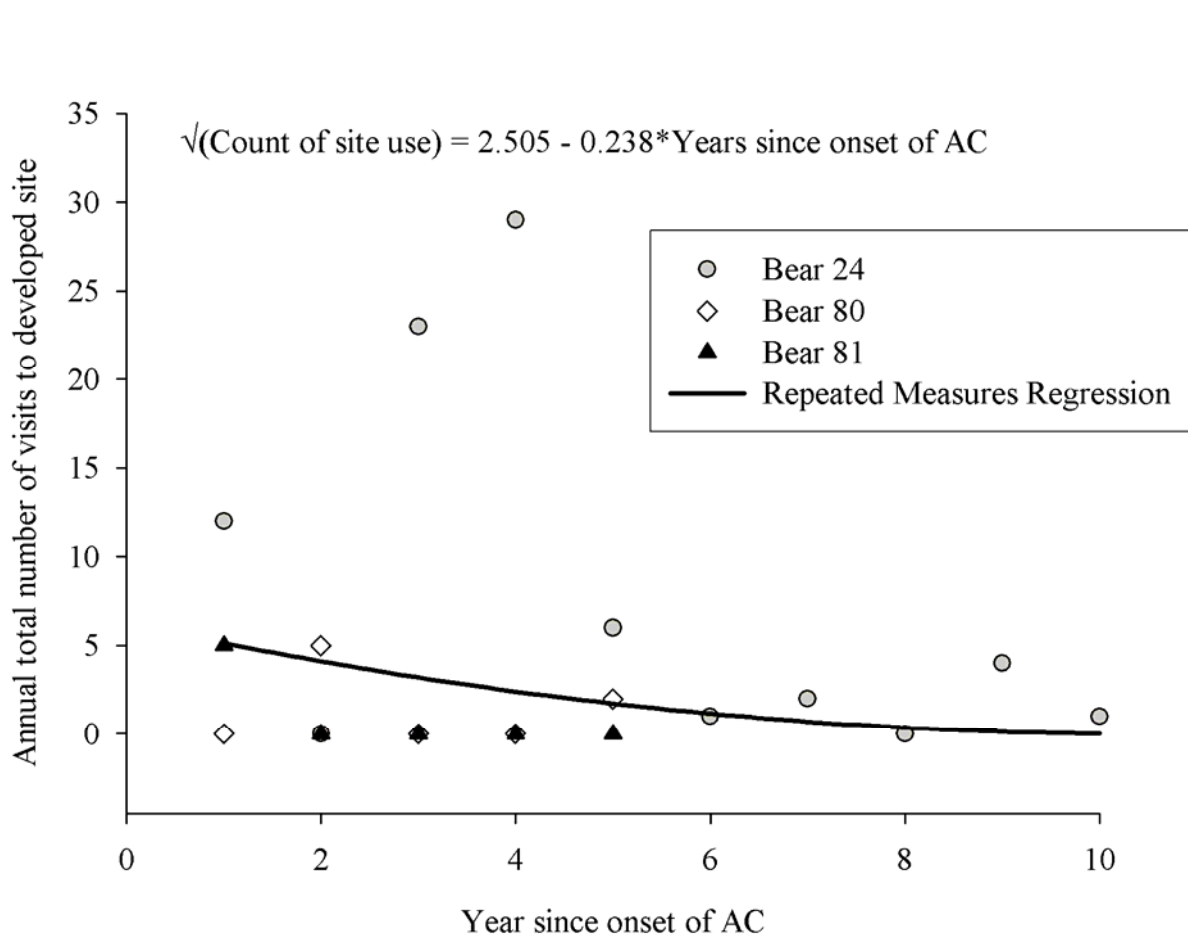 √(Count of site use) = 2.505 - 0.238*Years since onset of AC
Annual total number of visits to developed site
35
30
25
20
15
10
5
0
Bear 24
Bear 80
Bear 81
Repeated Measures Regression
0 2 4 6 8 10
Year since onset of AC